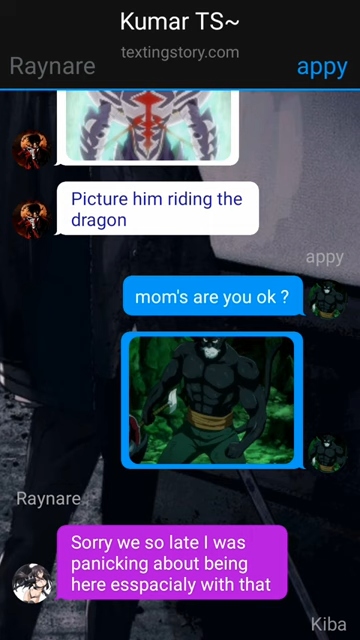 Kumar TS~
textingstory.com
Raynare
appy
Picture him riding the
dragon
appy
mom's are you ok ?
Raynare
Sorry we so late I was
panicking about being
here esspacialy with that
Kiba